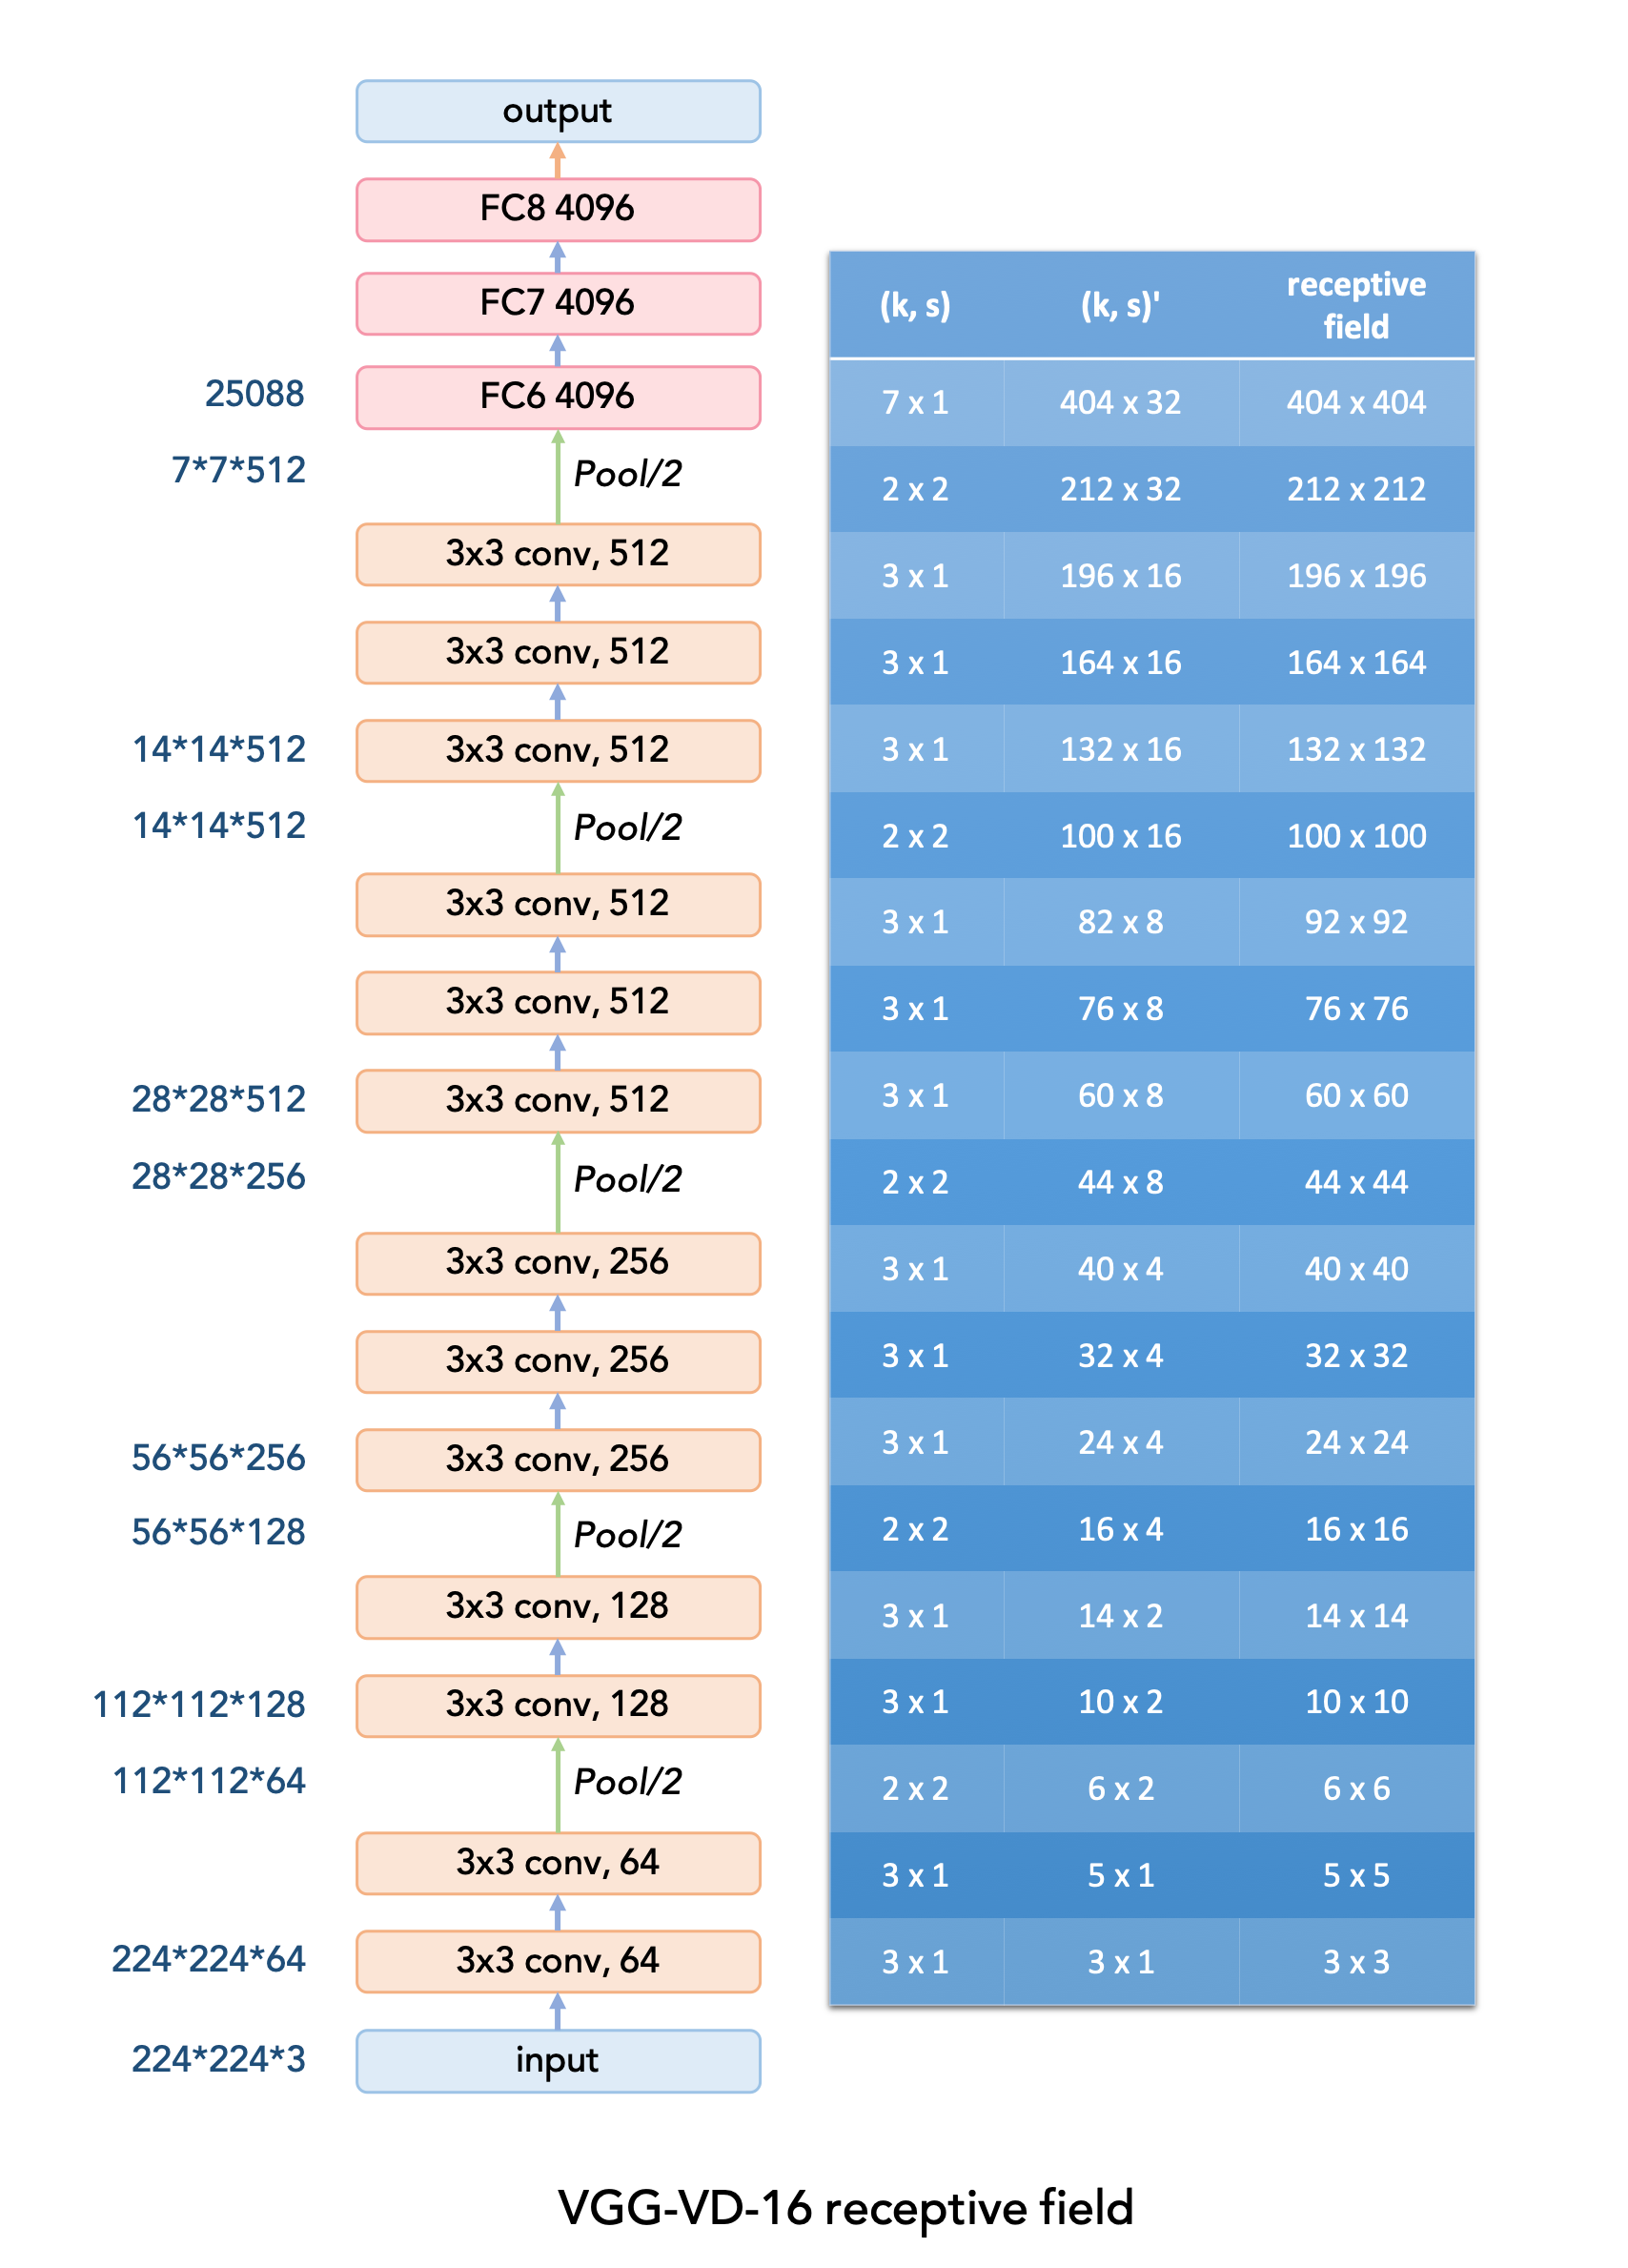 output
FC8 4096
FC7 4096
25088
FC6 4096
7*7*512
Pool/2
3x3 conv, 512
3x3 conv, 512
14*14*512
3x3 conv, 512
14*14*512
Pool/2
3x3 conv, 512
3x3 conv, 512
28*28*512
3x3 conv, 512
28*28*256
Pool/2
3x3 conv, 256
3x3 conv, 256
56*56*256
3x3 conv, 256
56*56*128
Pool/2
3x3 conv, 128
112*112*128
3x3 conv, 128
112*112*64
Pool/2
3x3 conv, 64
224*224*64
3x3 conv, 64
224*224*3
input
(k, s) (k, s)' receptive
field
7 x 1 404 x 32 404 x 404
2 x 2 212 x 32 212 x 212
3 x 1 196 x 16 196 x 196
3 x 1 164 x 16 164 x 164
3 x 1 132 x 16 132 x 132
2 x 2 100 x 16 100 x 100
3 x 1 82 x 8 92 x 92
3 x 1 76 x 8 76 x 76
3 x 1 60 x 8 60 x 60
2 x 2 44 x 8 44 x 44
3 x 1 40 x 4 40 x 40
3 x 1 32 x 4 32 x 32
3 x 1 24 x 4 24 x 24
2 x 2 16 x 4 16 x 16
3 x 1 14 x 2 14 x 14
3 x 1 10 x 2 10 x 10
2 x 2 6 x 2 6 x 6
3 x 1 5 x 1 5 x 5
3 x 1 3 x 1 3 x 3
VGG-VD-16 receptive field